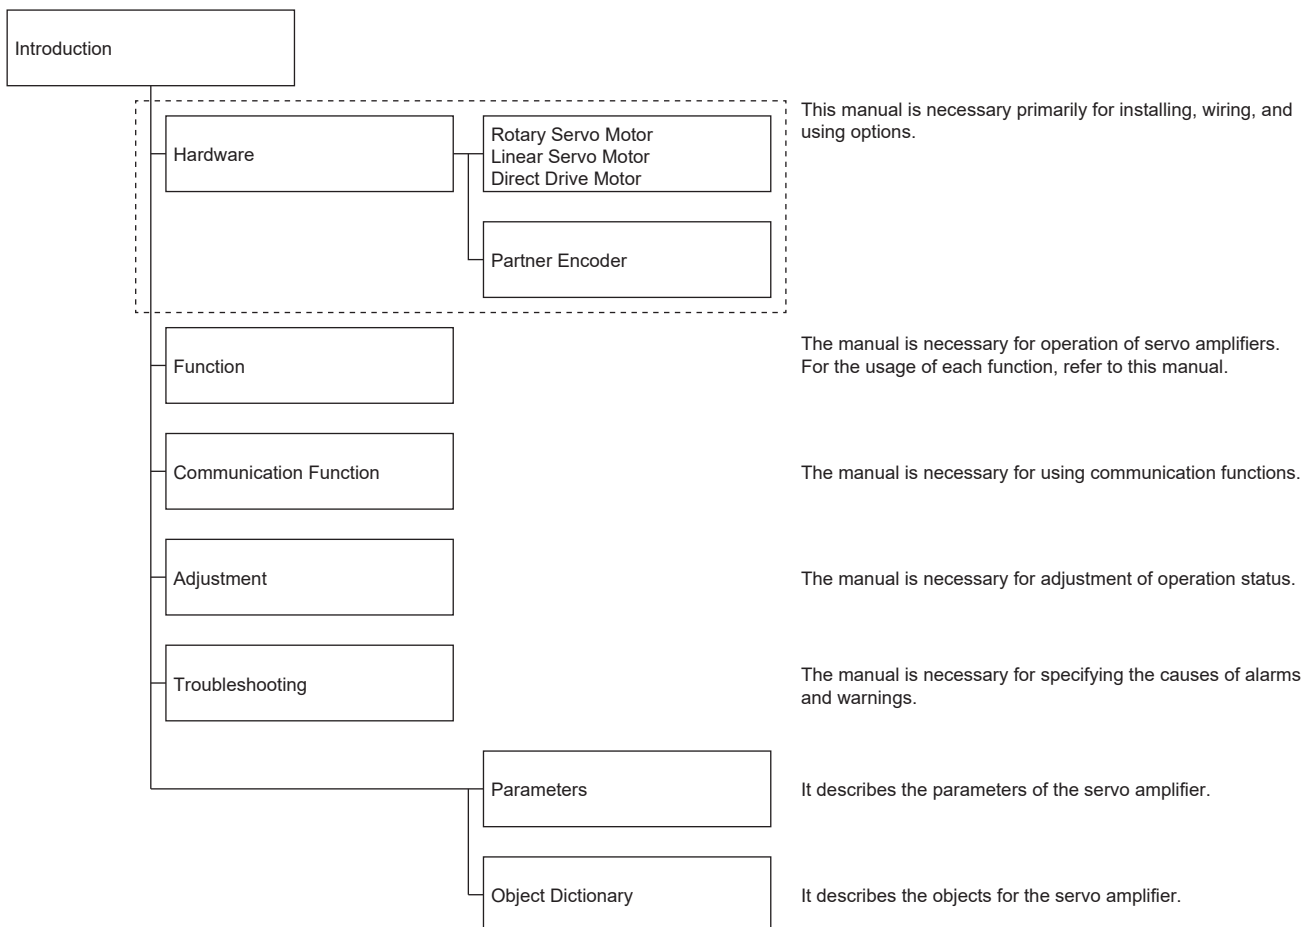 Introduction
This manual is necessary primarily for installing, wiring, and
using options.
Hardware
Rotary Servo Motor
Linear Servo Motor
Direct Drive Motor
Partner Encoder
Function
The manual is necessary for operation of servo amplifiers.
For the usage of each function, refer to this manual.
Communication Function
The manual is necessary for using communication functions.
Adjustment
The manual is necessary for adjustment of operation status.
Troubleshooting
The manual is necessary for specifying the causes of alarms
and warnings.
Parameters
It describes the parameters of the servo amplifier.
Object Dictionary
It describes the objects for the servo amplifier.